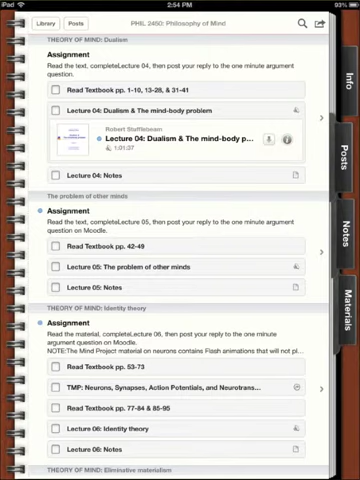 iPad
2:54 PM
93%
Library
Posts
PHIL 2450: Philosophy of Mind
THEORY OF MIND: Dualism
Assignment
Read the text, completeLecture 04, then post your reply to the one minute argument
question.
Read Textbook pp. 1-10, 13-28, & 31-41
Lecture 04: Dualism & The mind-body problem
Robert Stufflebeam
Lecture 04: Dualism & The mind-body p...
1:01:37
Lecture 04: Notes
The problem of other minds
Assignment
Read the text, completeLecture 05, then post your reply to the one minute
argument question on Moodle.
Read Textbook pp. 42-49
Lecture 05: The problem of other minds
Lecture 05: Notes
THEORY OF MIND: Identity theory
Assignment
Read the material, completeLecture 06, then post your reply to the one minute
argument question on Moodle.
NOTE:The Mind Project material on neurons contains Flash animations that will not pl...
Read Textbook pp. 53-73
TMP: Neurons, Synapses, Action Potentials, and Neurotrans...
Read Textbook pp. 77-84 & 85-95
Lecture 06: Identity theory
Lecture 06: Notes
THEORY OF MIND: Eliminative materialism
Info
Posts
Notes
Materials